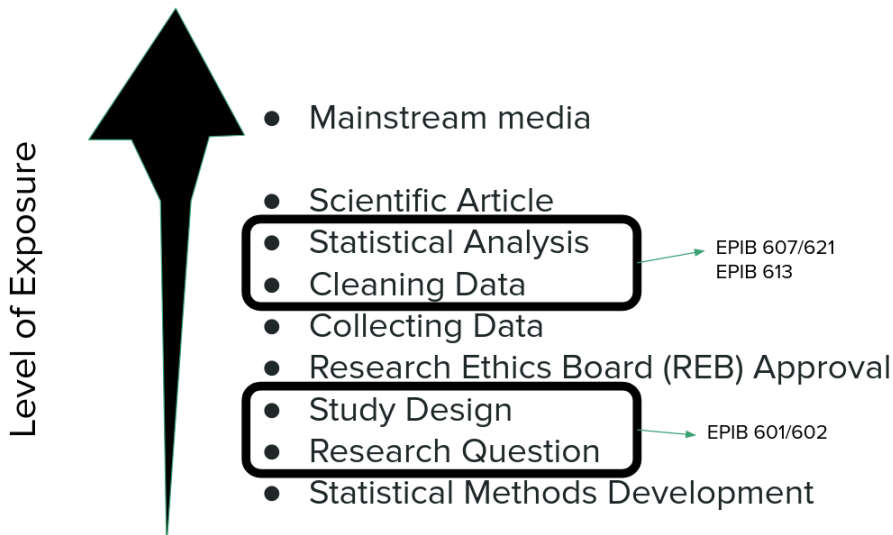 Level of Exposure
● Mainstream media
● Scientific Article
● Statistical Analysis
● Cleaning Data
EPIB 607/621
EPIB 613
● Collecting Data
● Research Ethics Board (REB) Approval
● Study Design
● Research Question
EPIB 601/602
● Statistical Methods Development